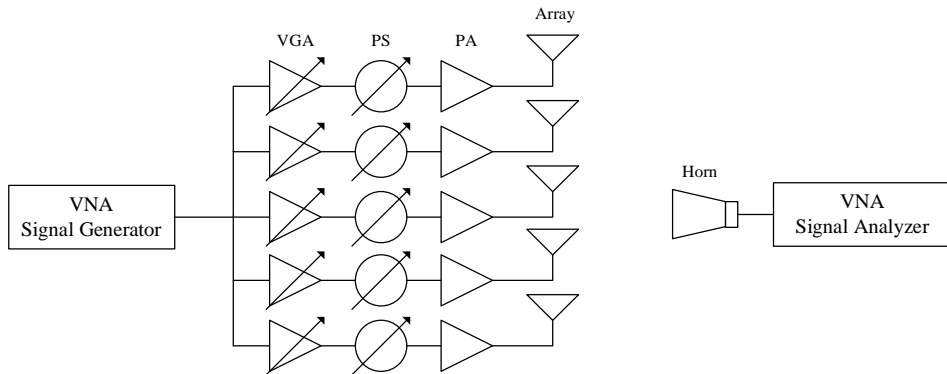 Array
VGA
PS
PA
Horn
VNA
Signal Generator
VNA
Signal Analyzer